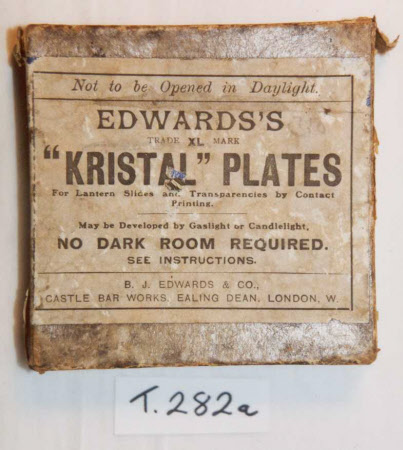 Not to be Opened in Daylight.
EDWARDS'S
TRADE XL MARK
"KRISTAL" PLATES
For Lantern Slides and Transparencies by Contact
Printing.
May be Developed by Gaslight or Candlelight,
NO DARK ROOM REQUIRED.
SEE INSTRUCTIONS.
B. J. EDWARDS & CO.,
CASTLE BAR WORKS, EALING DEAN, LONDON, W.
T.282a